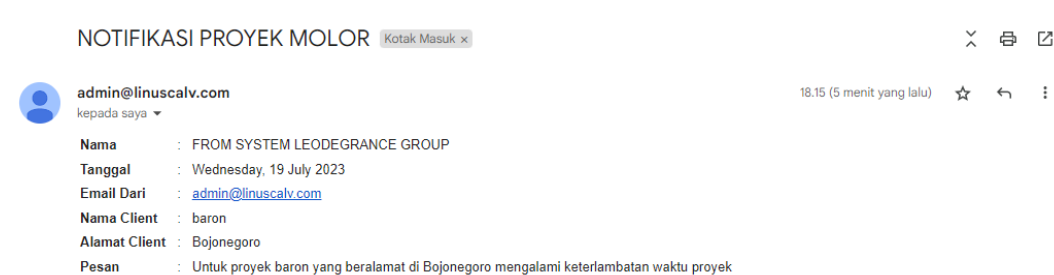 NOTIFIKASI PROYEK MOLOR Kotak Masuk ×
admin@linuscalv.com 18.15 (5 menit yang lalu)
kepada saya
Nama : FROM SYSTEM LEODEGRANCE GROUP
Tanggal : Wednesday, 19 July 2023
Email Dari : admin@linuscalv.com
Nama Client : baron
Alamat Client : Bojonegoro
Pesan : Untuk proyek baron yang beralamat di Bojonegoro mengalami keterlambatan waktu proyek